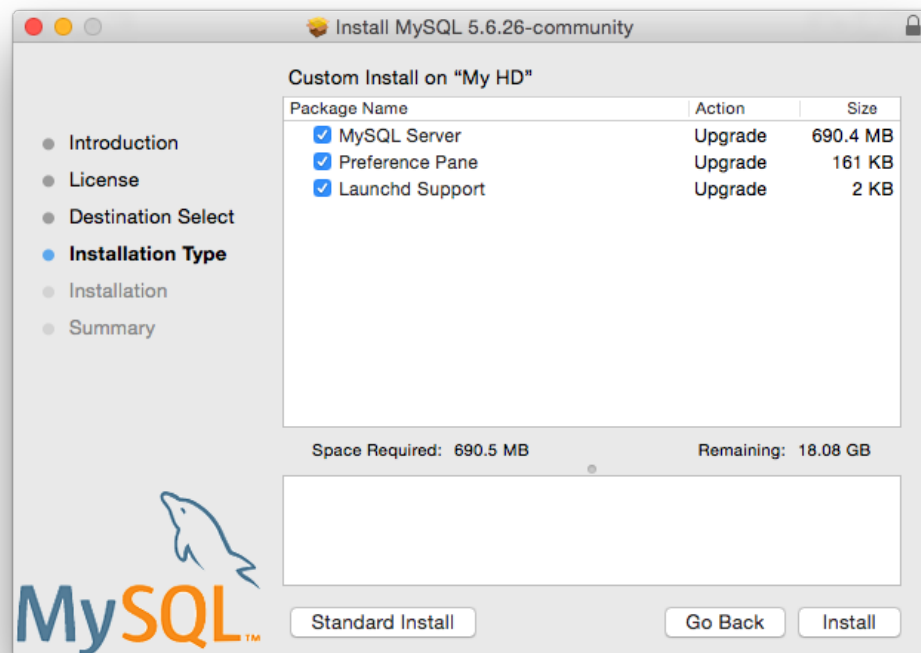 Install MySQL 5.6.26-community
Custom Install on “My HD”
Introduction
License
Destination Select
Installation Type
Installation
Summary
Package Name Action Size
MySQL Server Upgrade 690.4 MB
Preference Pane Upgrade 161 KB
Launchd Support Upgrade 2 KB
Space Required: 690.5 MB Remaining: 18.08 GB
MySQL™
Standard Install Go Back Install